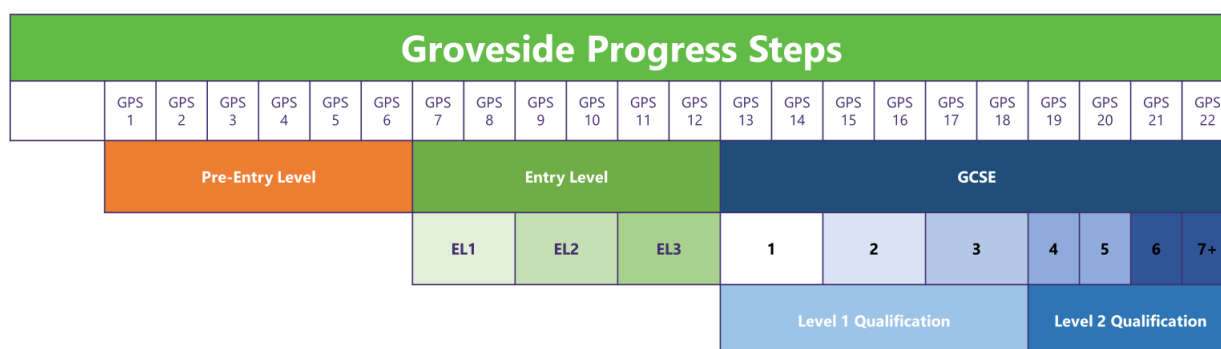 Groveside Progress Steps
GPS 1 GPS 2 GPS 3 GPS 4 GPS 5 GPS 6 GPS 7 GPS 8 GPS 9 GPS 10 GPS 11 GPS 12 GPS 13 GPS 14 GPS 15 GPS 16 GPS 17 GPS 18 GPS 19 GPS 20 GPS 21 GPS 22
Pre-Entry Level Entry Level GCSE
EL1 EL2 EL3 1 2 3 4 5 6 7+
Level 1 Qualification Level 2 Qualification